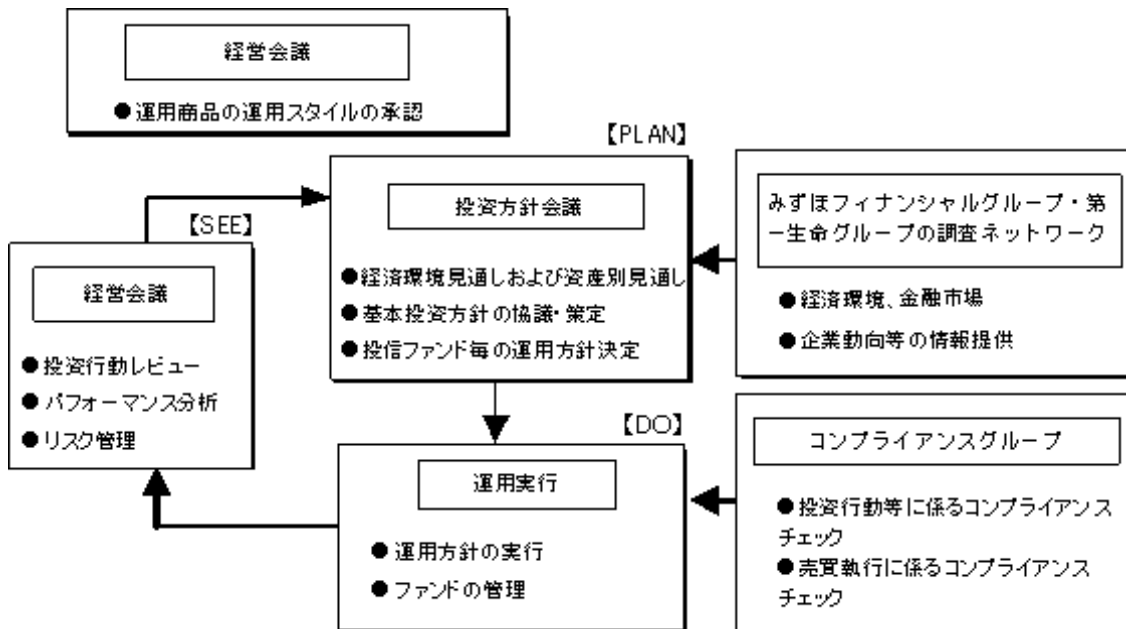 経営会議
●運用商品の運用スタイルの承認
【PLAN】
投資方針会議
●経済環境見通しおよび資産別見通し
●基本投資方針の協議・策定
●投信ファンド毎の運用方針決定
みずほフィナンシャルグループ・第
一生命グループの調査ネットワーク
●経済環境、金融市場
●企業動向等の情報提供
【SEE】
経営会議
●投資行動レビュー
●パフォーマンス分析
●リスク管理
【DO】
運用実行
●運用方針の実行
●ファンドの管理
コンプライアンスグループ
●投資行動等に係るコンプライアンス
チェック
●売買執行に係るコンプライアンス
チェック